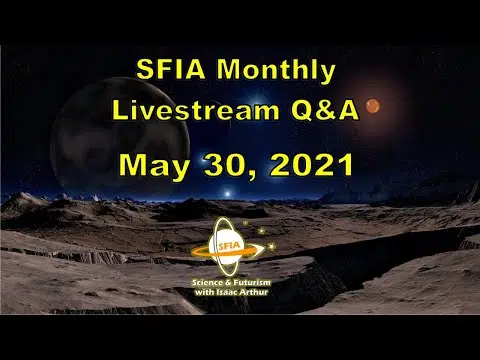 SFIA Monthly
Livestream Q&A
May 30, 2021
SFIA
Science & Futurism
with Isaac Arthur